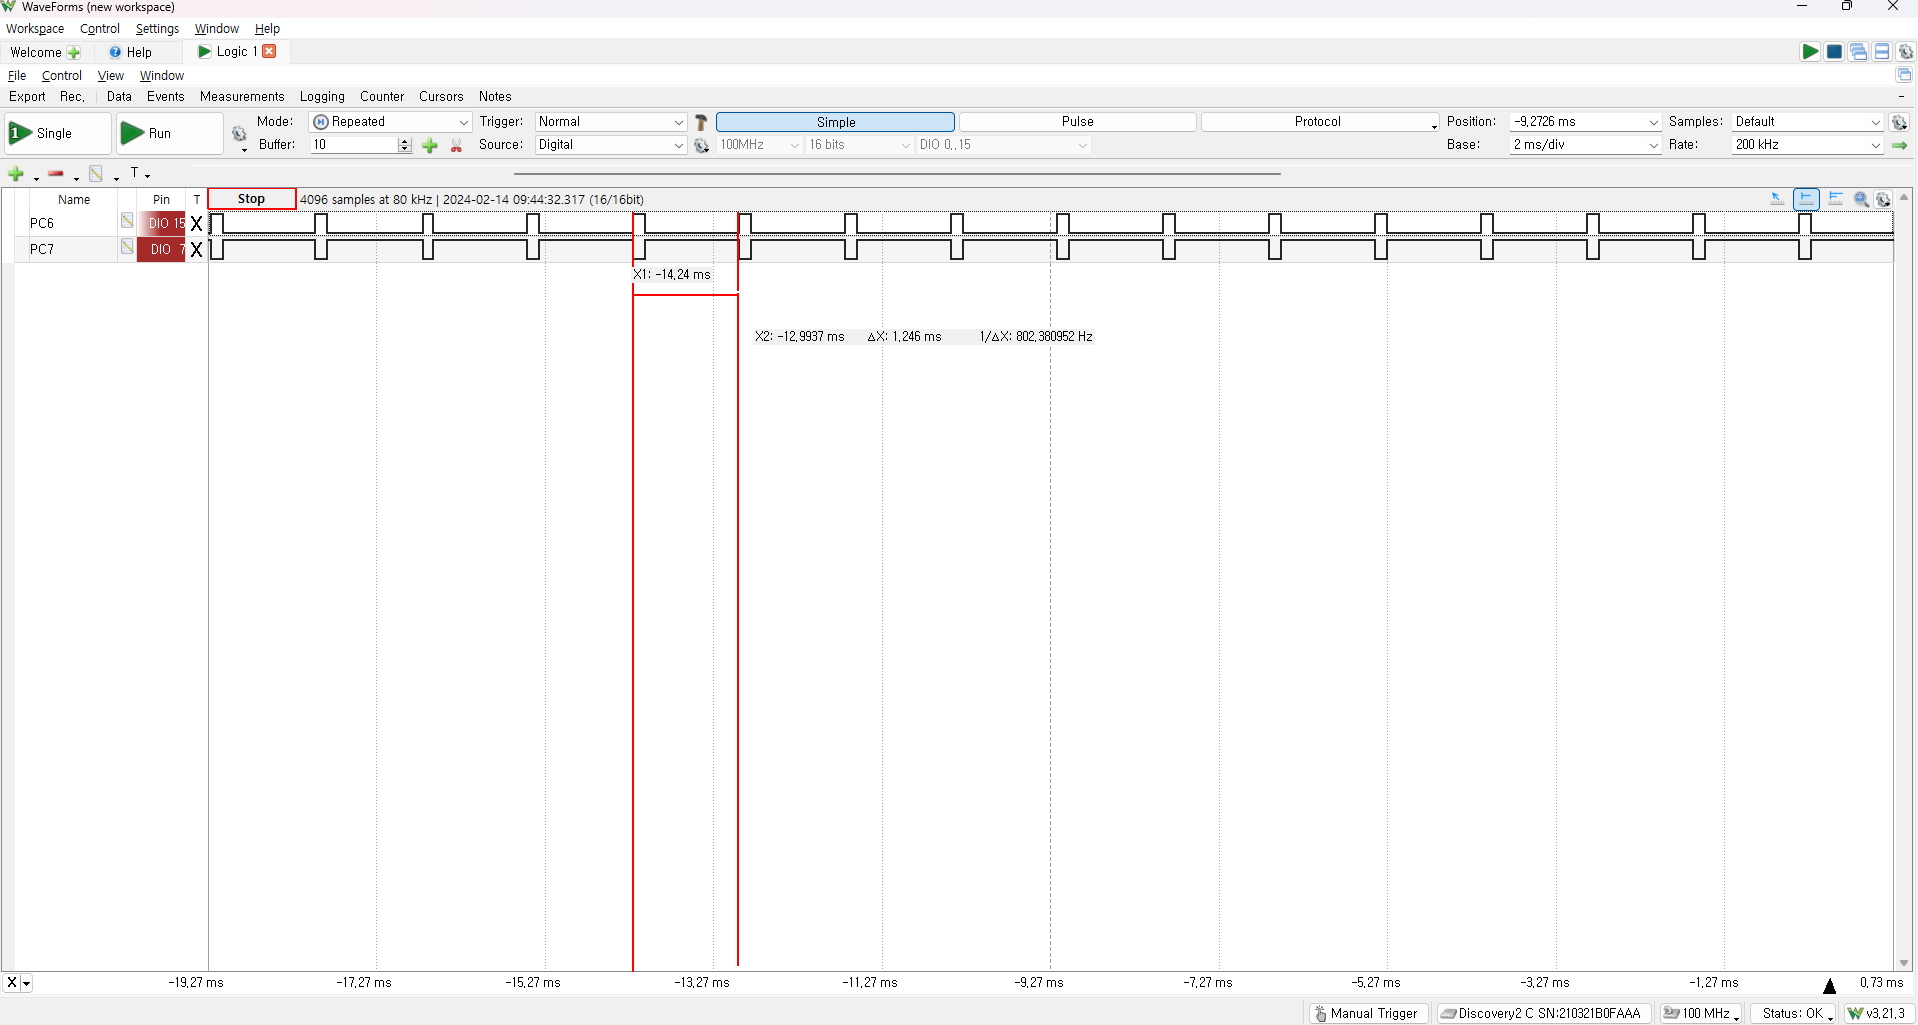 WaveForms (new workspace)
Workspace Control Settings Window Help
Welcome Help Logic 1
File Control View Window
Export Rec. Data Events Measurements Logging Counter Cursors Notes
1 Single Run Mode: Repeated Trigger: Normal Simple Pulse Protocol Position: -9,2726 ms Samples: Default
Buffer: 10 Source: Digital 100MHz 16 bits DIO 0..15 Base: 2 ms/div Rate: 200 kHz
T
Name Pin T Stop 4096 samples at 80 kHz | 2024-02-14 09:44:32.317 (16/16bit)
PC6 DIO 15 X
PC7 DIO 7 X
X1: -14,24 ms
X2: -12,9937 ms ΔX: 1,246 ms 1/ΔX: 802,380952 Hz
X -19,27 ms -17,27 ms -15,27 ms -13,27 ms -11,27 ms -9,27 ms -7,27 ms -5,27 ms -3,27 ms -1,27 ms 0,73 ms
Manual Trigger Discovery2 C SN:210321B0FAAA 100 MHz Status: OK v3,21,3